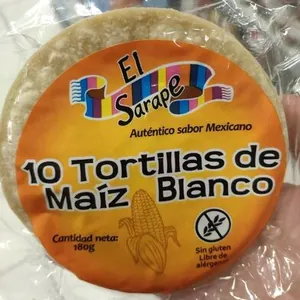 El
Sarape
Auténtico sabor Mexicano
10 Tortillas de
Maíz Blanco
Cantidad neta:
180g
Sin gluten
Libre de
alérgenos